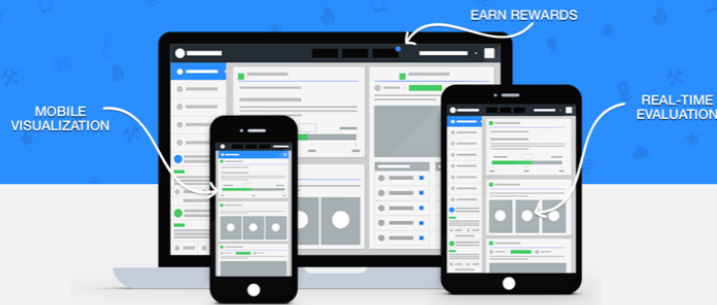 EARN REWARDS
MOBILE
VISUALIZATION
REAL-TIME
EVALUATION